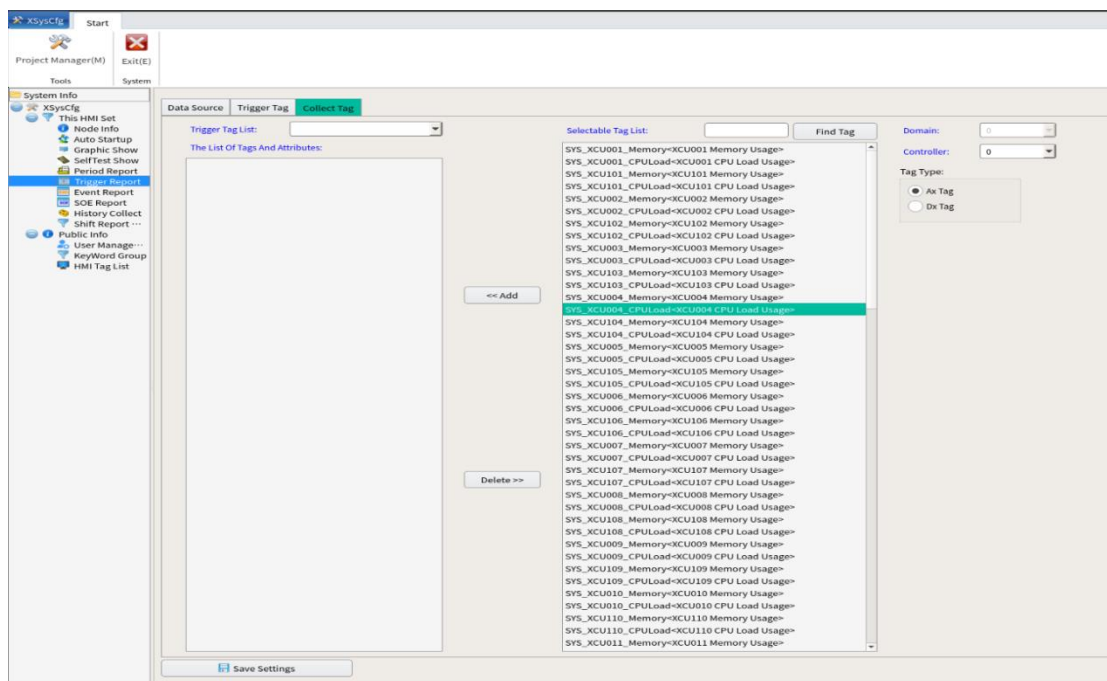 XSysCfg Start
Project Manager(M) Exit(E)
Tools System
System Info
XSysCfg
This HMI Set
Node Info
Auto Startup
Graphic Show
SelfTest Show
Period Report
Trigger Report
Event Report
SOE Report
History Collect
Shift Report ···
Public Info
User Manage···
KeyWord Group
HMI Tag List
Data Source Trigger Tag Collect Tag
Trigger Tag List:
The List Of Tags And Attributes:
<< Add
Delete >>
Selectable Tag List: Find Tag
SYS_XCU001_Memory<XCU001 Memory Usage>
SYS_XCU001_CPULoad<XCU001 CPU Load Usage>
SYS_XCU101_Memory<XCU101 Memory Usage>
SYS_XCU101_CPULoad<XCU101 CPU Load Usage>
SYS_XCU002_Memory<XCU002 Memory Usage>
SYS_XCU002_CPULoad<XCU002 CPU Load Usage>
SYS_XCU102_Memory<XCU102 Memory Usage>
SYS_XCU102_CPULoad<XCU102 CPU Load Usage>
SYS_XCU003_Memory<XCU003 Memory Usage>
SYS_XCU003_CPULoad<XCU003 CPU Load Usage>
SYS_XCU103_Memory<XCU103 Memory Usage>
SYS_XCU103_CPULoad<XCU103 CPU Load Usage>
SYS_XCU004_Memory<XCU004 Memory Usage>
SYS_XCU004_CPULoad<XCU004 CPU Load Usage>
SYS_XCU104_Memory<XCU104 Memory Usage>
SYS_XCU104_CPULoad<XCU104 CPU Load Usage>
SYS_XCU005_Memory<XCU005 Memory Usage>
SYS_XCU005_CPULoad<XCU005 CPU Load Usage>
SYS_XCU105_Memory<XCU105 Memory Usage>
SYS_XCU105_CPULoad<XCU105 CPU Load Usage>
SYS_XCU006_Memory<XCU006 Memory Usage>
SYS_XCU006_CPULoad<XCU006 CPU Load Usage>
SYS_XCU106_Memory<XCU106 Memory Usage>
SYS_XCU106_CPULoad<XCU106 CPU Load Usage>
SYS_XCU007_Memory<XCU007 Memory Usage>
SYS_XCU007_CPULoad<XCU007 CPU Load Usage>
SYS_XCU107_Memory<XCU107 Memory Usage>
SYS_XCU107_CPULoad<XCU107 CPU Load Usage>
SYS_XCU008_Memory<XCU008 Memory Usage>
SYS_XCU008_CPULoad<XCU008 CPU Load Usage>
SYS_XCU108_Memory<XCU108 Memory Usage>
SYS_XCU108_CPULoad<XCU108 CPU Load Usage>
SYS_XCU009_Memory<XCU009 Memory Usage>
SYS_XCU009_CPULoad<XCU009 CPU Load Usage>
SYS_XCU109_Memory<XCU109 Memory Usage>
SYS_XCU109_CPULoad<XCU109 CPU Load Usage>
SYS_XCU010_Memory<XCU010 Memory Usage>
SYS_XCU010_CPULoad<XCU010 CPU Load Usage>
SYS_XCU110_Memory<XCU110 Memory Usage>
SYS_XCU110_CPULoad<XCU110 CPU Load Usage>
SYS_XCU011_Memory<XCU011 Memory Usage>
Domain: 0
Controller: 0
Tag Type:
Ax Tag
Dx Tag
Save Settings